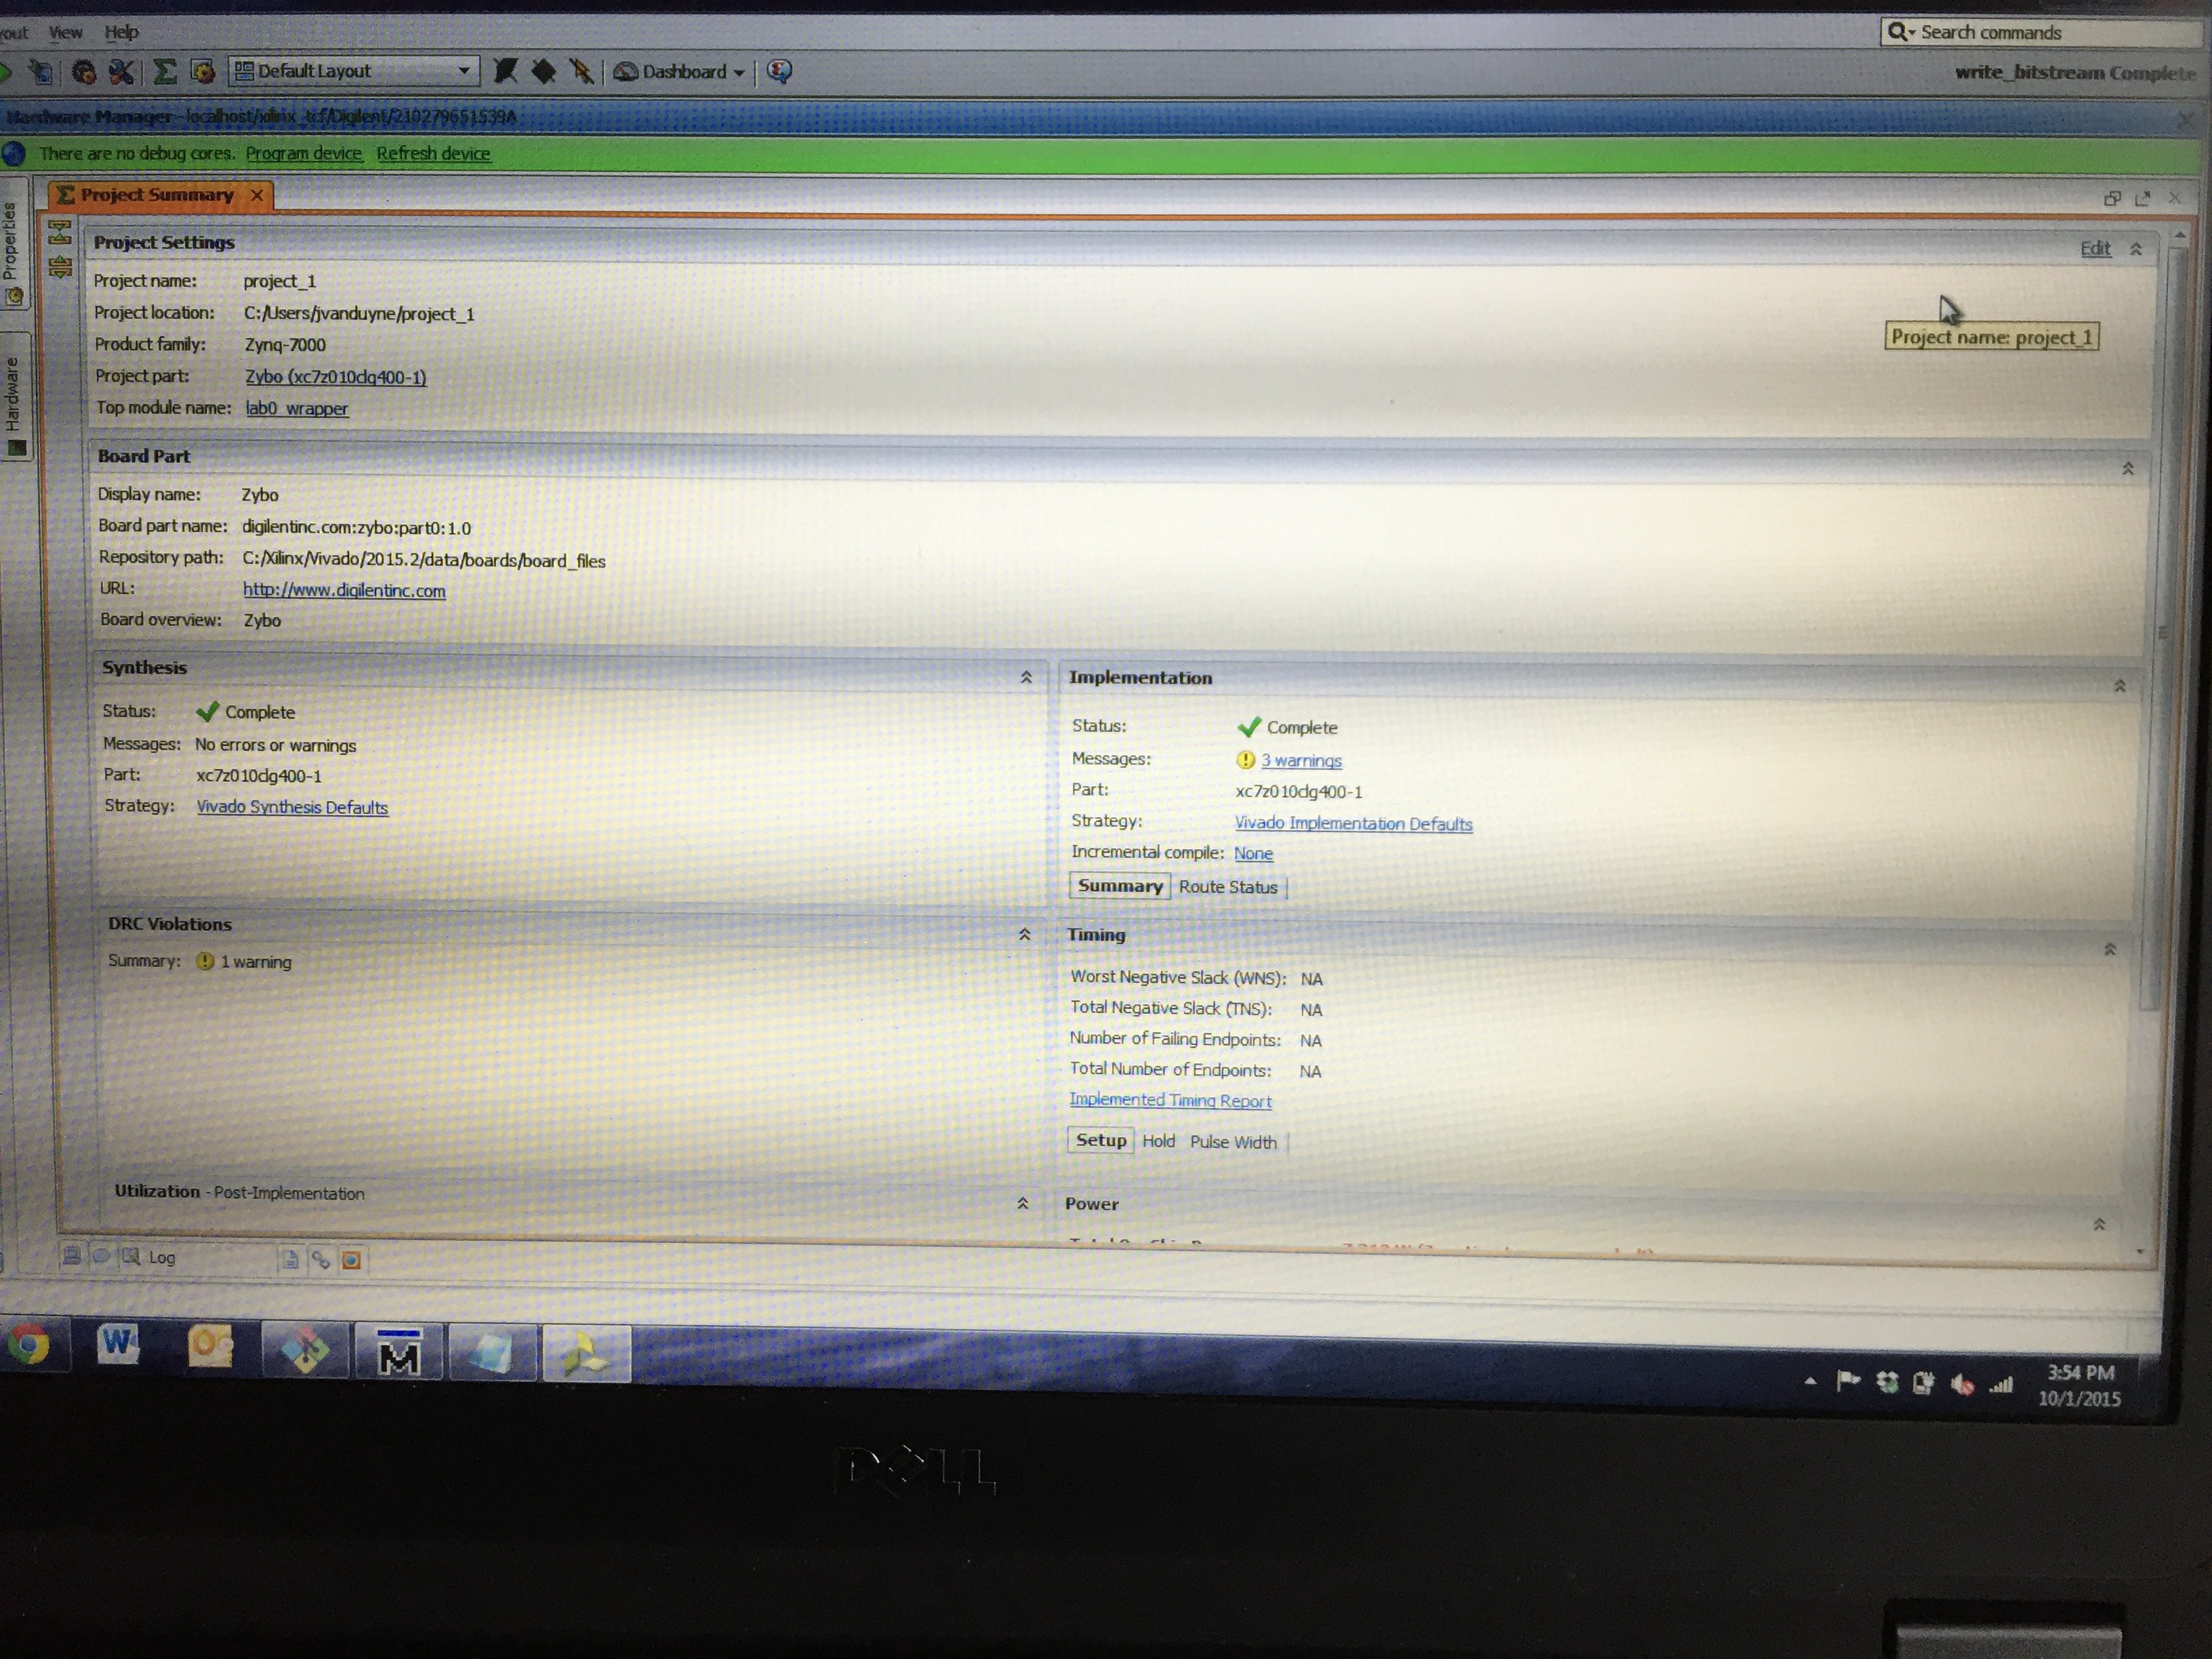 yout View Help
Search commands
Default Layout
Dashboard
write_bitstream Complete
Hardware Manager - localhost/xilinx_tcf/Digilent/210279651539A
There are no debug cores. Program device Refresh device
Properties
Hardware
Project Summary
Project Settings
Edit
Project name: project_1
Project location: C:/Users/jvanduyne/project_1
Product family: Zynq-7000
Project part: Zybo (xc7z010clg400-1)
Top module name: lab0_wrapper
Project name: project_1
Board Part
Display name: Zybo
Board part name: digilentinc.com:zybo:part0:1.0
Repository path: C:/Xilinx/Vivado/2015.2/data/boards/board_files
URL: http://www.digilentinc.com
Board overview: Zybo
Synthesis
Status: Complete
Messages: No errors or warnings
Part: xc7z010clg400-1
Strategy: Vivado Synthesis Defaults
Implementation
Status: Complete
Messages: 3 warnings
Part: xc7z010clg400-1
Strategy: Vivado Implementation Defaults
Incremental compile: None
Summary Route Status
DRC Violations
Summary: 1 warning
Timing
Worst Negative Slack (WNS): NA
Total Negative Slack (TNS): NA
Number of Failing Endpoints: NA
Total Number of Endpoints: NA
Implemented Timing Report
Setup Hold Pulse Width
Utilization - Post-Implementation
Power
Log
3:54 PM
10/1/2015
DELL